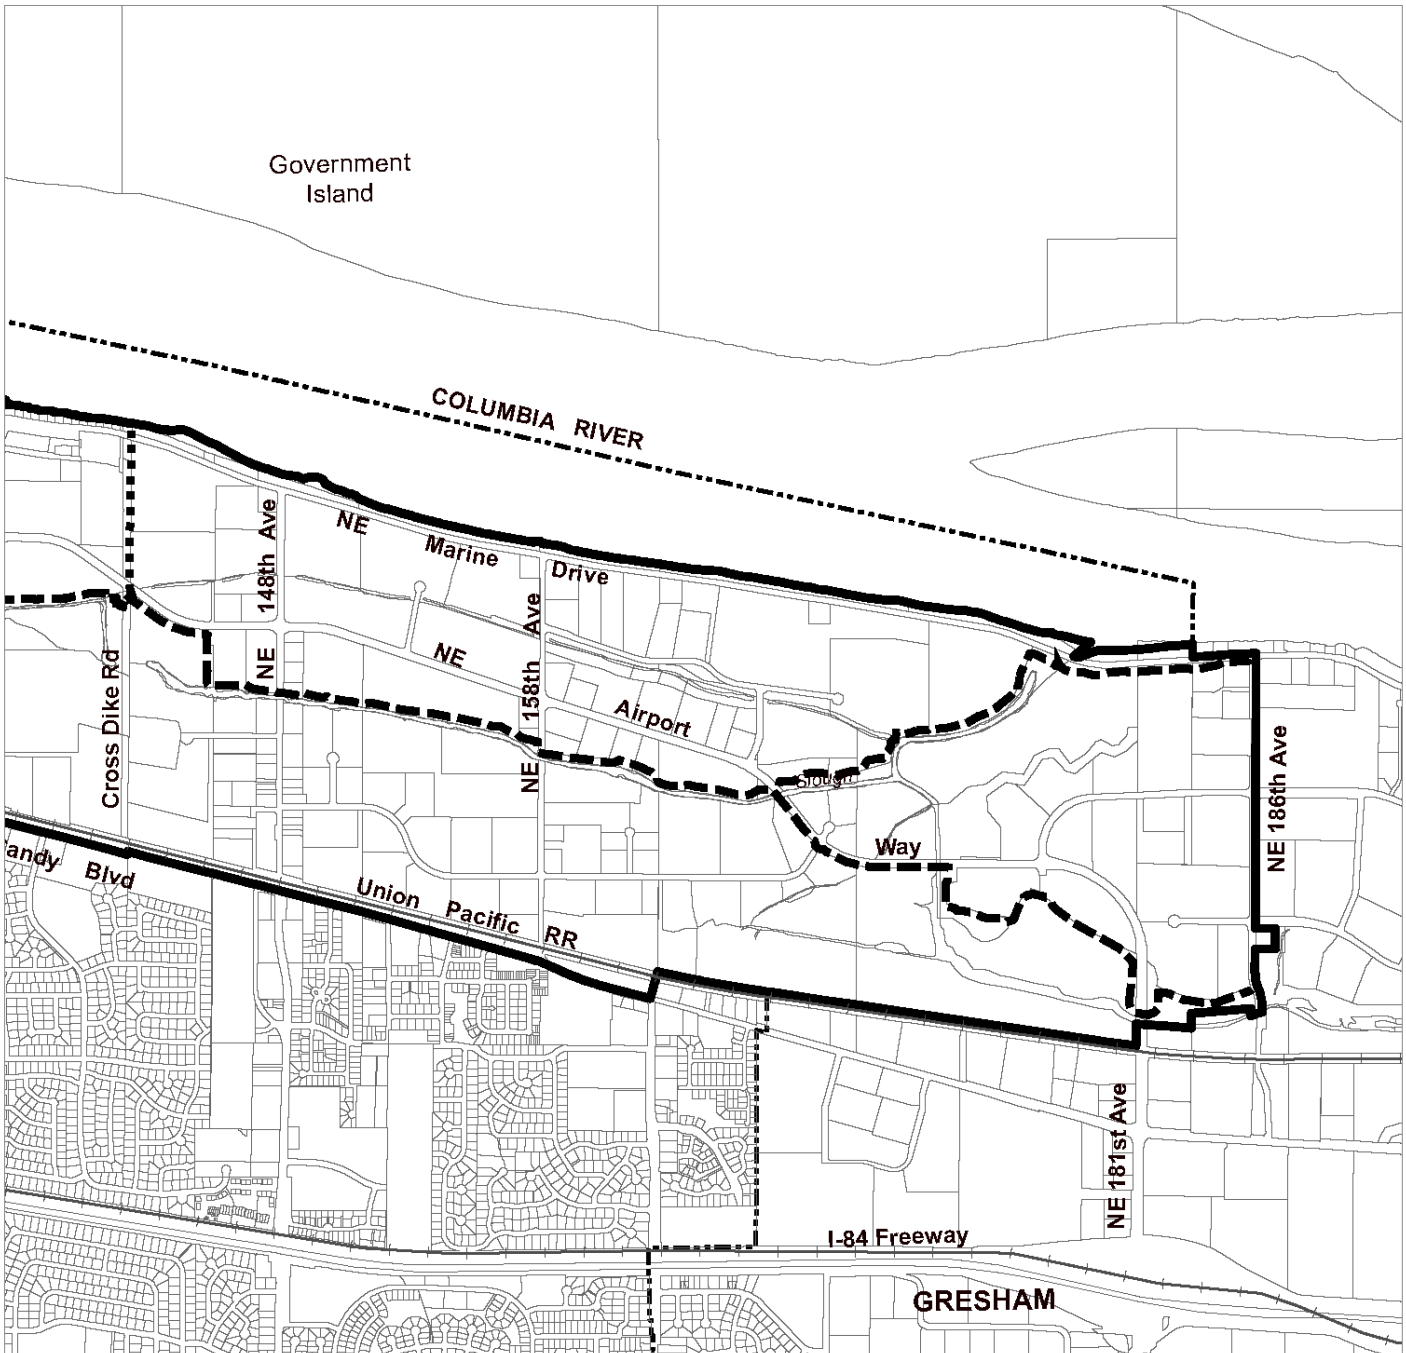 Government
Island
COLUMBIA RIVER
NE Marine Drive
NE 148th Ave
NE 158th Ave
NE Airport Way
Cross Dike Rd
Slough
NE 186th Ave
andy Blvd
Union Pacific RR
NE 181st Ave
I-84 Freeway
GRESHAM